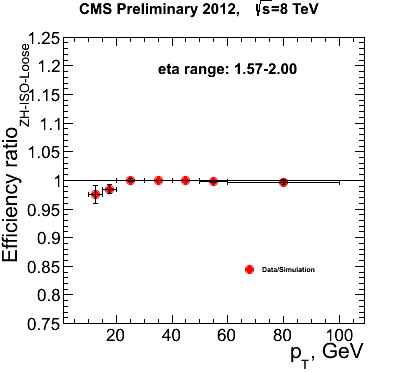 CMS Preliminary 2012, √s=8 TeV
eta range: 1.57-2.00
Efficiency ratio ZH-ISO-Loose
1.25
1.2
1.15
1.1
1.05
1
0.95
0.9
0.85
0.8
0.75
Data/Simulation
20 40 60 80 100
p_T, GeV